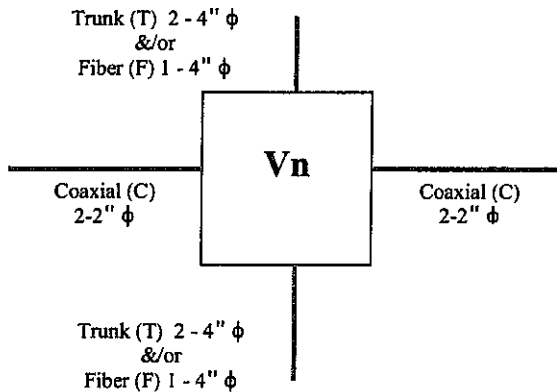 Trunk (T) 2 - 4" ϕ
&/or
Fiber (F) 1 - 4" ϕ
Vn
Coaxial (C)
2-2" ϕ
Coaxial (C)
2-2" ϕ
Trunk (T) 2 - 4" ϕ
&/or
Fiber (F) 1 - 4" ϕ